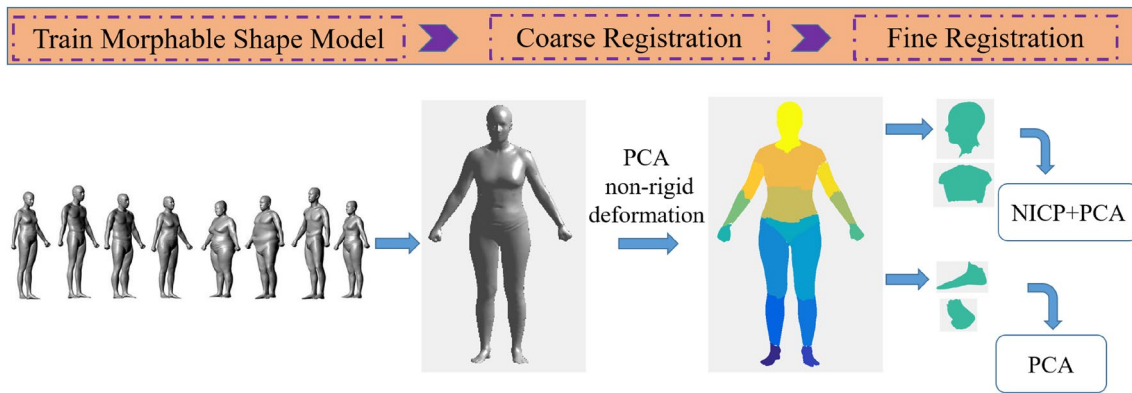 Train Morphable Shape Model
Coarse Registration
Fine Registration
PCA
non-rigid
deformation
NICP+PCA
PCA